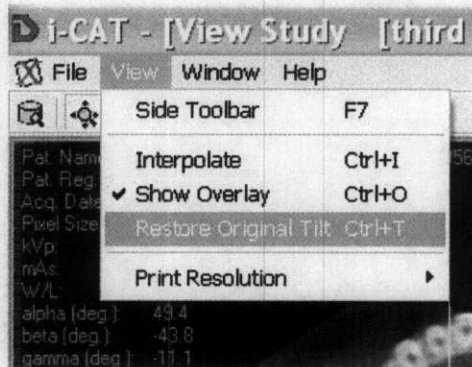 i-CAT - [View Study [third
File View Window Help
Side Toolbar F7
Interpolate Ctrl+I
Show Overlay Ctrl+O
Restore Original Tilt Ctrl+T
Print Resolution
Pat. Nam
Pat. Reg.
Acq. Date
Pixel Size
kVp:
mAs:
W/L:
alpha (deg.): 49.4
beta (deg.): -43.8
gamma (deg.): -11.1